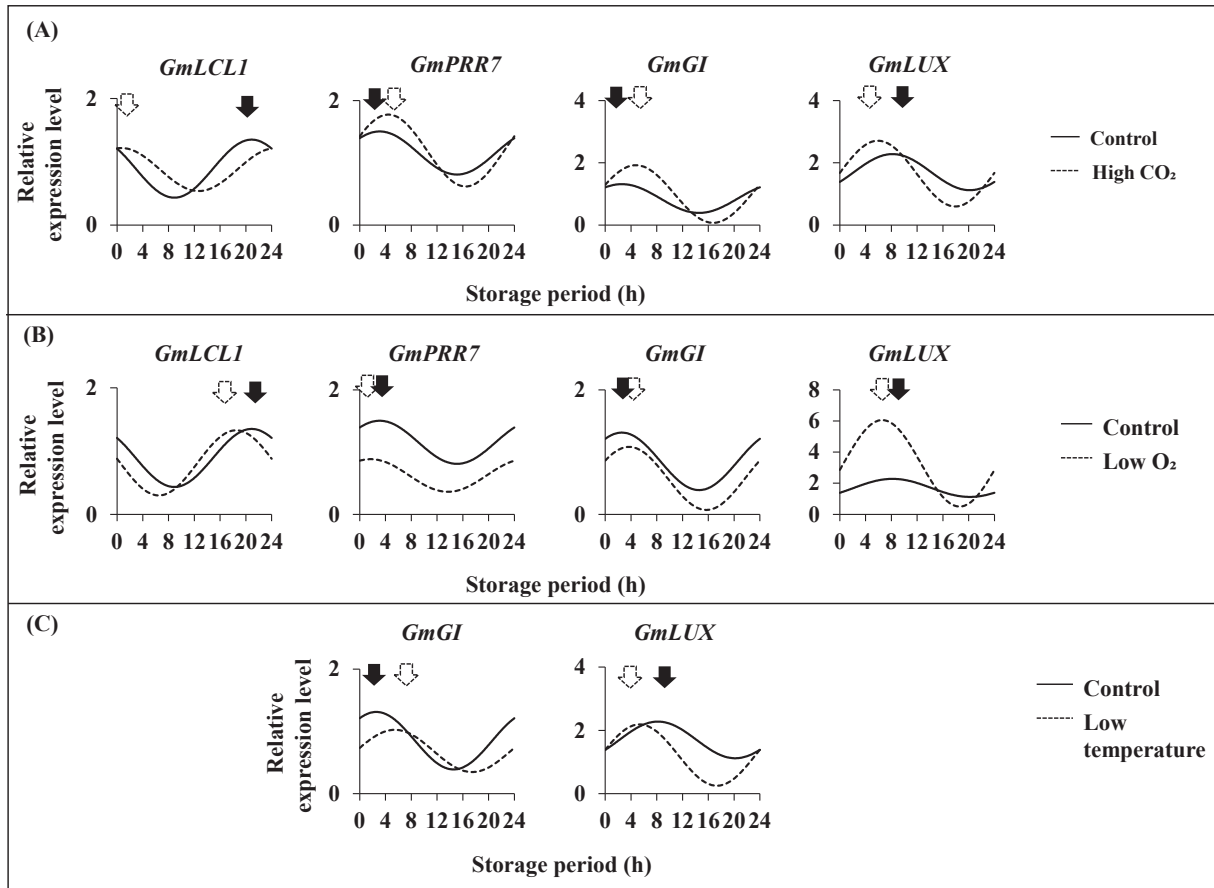 (A)
GmLCL1
GmPRR7
GmGI
GmLUX
Relative
expression level
2
0
0 4 8 12 16 20 24
2
0
0 4 8 12 16 20 24
4
2
0
0 4 8 12 16 20 24
4
2
0
0 4 8 12 16 20 24
Control
High CO₂
Storage period (h)
(B)
GmLCL1
GmPRR7
GmGI
GmLUX
Relative
expression level
2
0
0 4 8 12 16 20 24
2
0
0 4 8 12 16 20 24
2
0
0 4 8 12 16 20 24
8
6
4
2
0
0 4 8 12 16 20 24
Control
Low O₂
Storage period (h)
(C)
GmGI
GmLUX
Relative
expression level
2
0
0 4 8 12 16 20 24
4
2
0
0 4 8 12 16 20 24
Control
Low
temperature
Storage period (h)